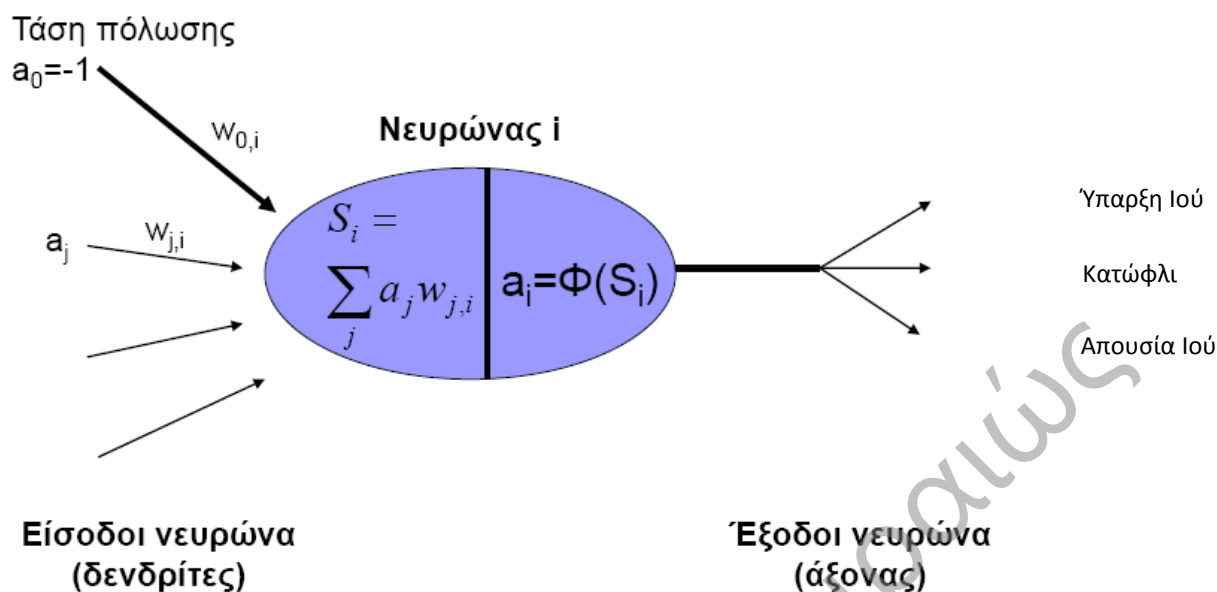 Τάση πόλωσης
a₀=-1
w₀,ᵢ
Νευρώνας i
aⱼ
wⱼ,ᵢ
Sᵢ =
∑ⱼ aⱼ wⱼ,ᵢ
aᵢ=Φ(Sᵢ)
Ύπαρξη Ιού
Κατώφλι
Απουσία Ιού
Είσοδοι νευρώνα
(δενδρίτες)
Έξοδοι νευρώνα
(άξονας)